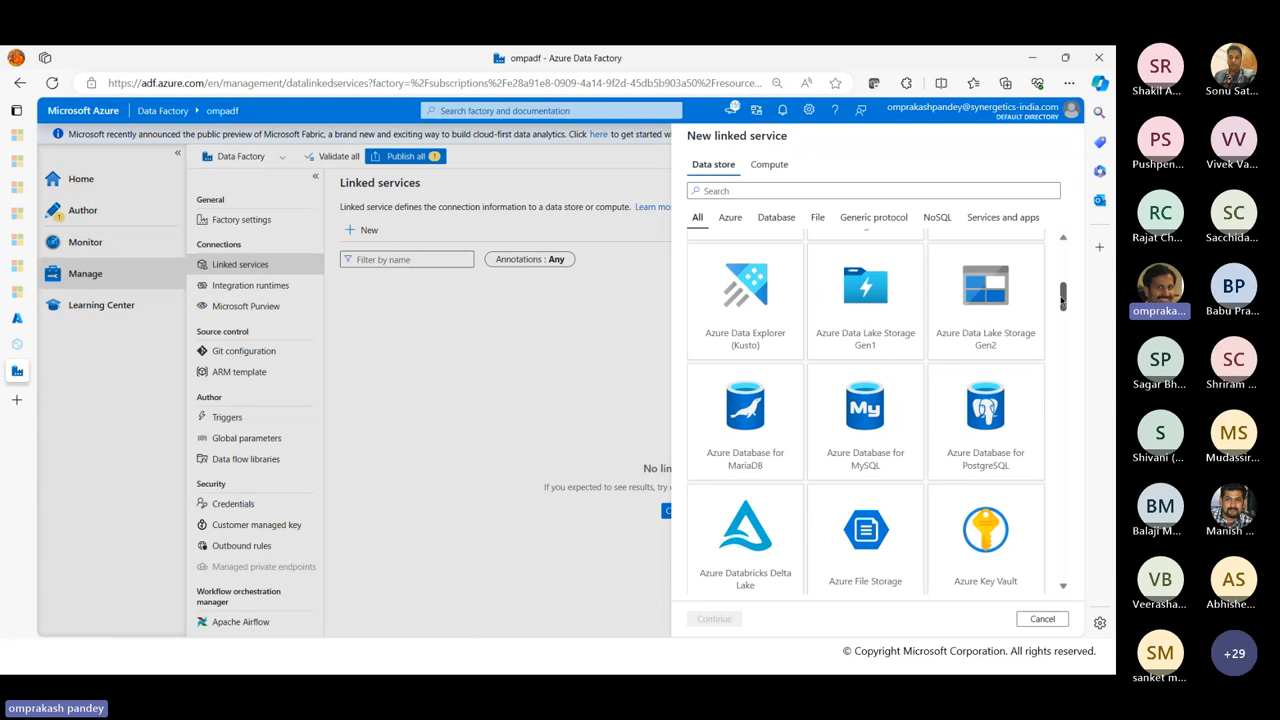 ompadf - Azure Data Factory
https://adf.azure.com/en/management/datalinkedservices?factory=%2Fsubscriptions%2Fe28a91e8-0909-4a14-9f2d-45db5b903a50%2Fresource...
Microsoft Azure
Data Factory
ompadf
Search factory and documentation
omprakashpandey@synergetics-india.com
DEFAULT DIRECTORY
Microsoft recently announced the public preview of Microsoft Fabric, a brand new and exciting way to build cloud-first data analytics. Click here to get started w
Home
Author
Monitor
Manage
Learning Center
Data Factory
Validate all
Publish all 1
General
Factory settings
Connections
Linked services
Integration runtimes
Microsoft Purview
Source control
Git configuration
ARM template
Author
Triggers
Global parameters
Data flow libraries
Security
Credentials
Customer managed key
Outbound rules
Managed private endpoints
Workflow orchestration
manager
Apache Airflow
Linked services
Linked service defines the connection information to a data store or compute. Learn mo
New
Filter by name
Annotations : Any
No lin
If you expected to see results, try
New linked service
Data store Compute
Search
All Azure Database File Generic protocol NoSQL Services and apps
Azure Data Explorer
(Kusto)
Azure Data Lake Storage
Gen1
Azure Data Lake Storage
Gen2
Azure Database for
MariaDB
My
Azure Database for
MySQL
Azure Database for
PostgreSQL
Azure Databricks Delta
Lake
Azure File Storage
Azure Key Vault
Continue
Cancel
© Copyright Microsoft Corporation. All rights reserved.
SR
Shakil A...
Sonu Sat...
PS
Pushpen...
VV
Vivek Va...
RC
Rajat Ch...
SC
Sacchida...
ompraka...
BP
Babu Pra...
SP
Sagar Bh...
SC
Shriram ...
S
Shivani (...
MS
Mudassir...
BM
Balaji M...
Manish ...
VB
Veerasha...
AS
Abhishe...
SM
sanket m...
+29
omprakash pandey